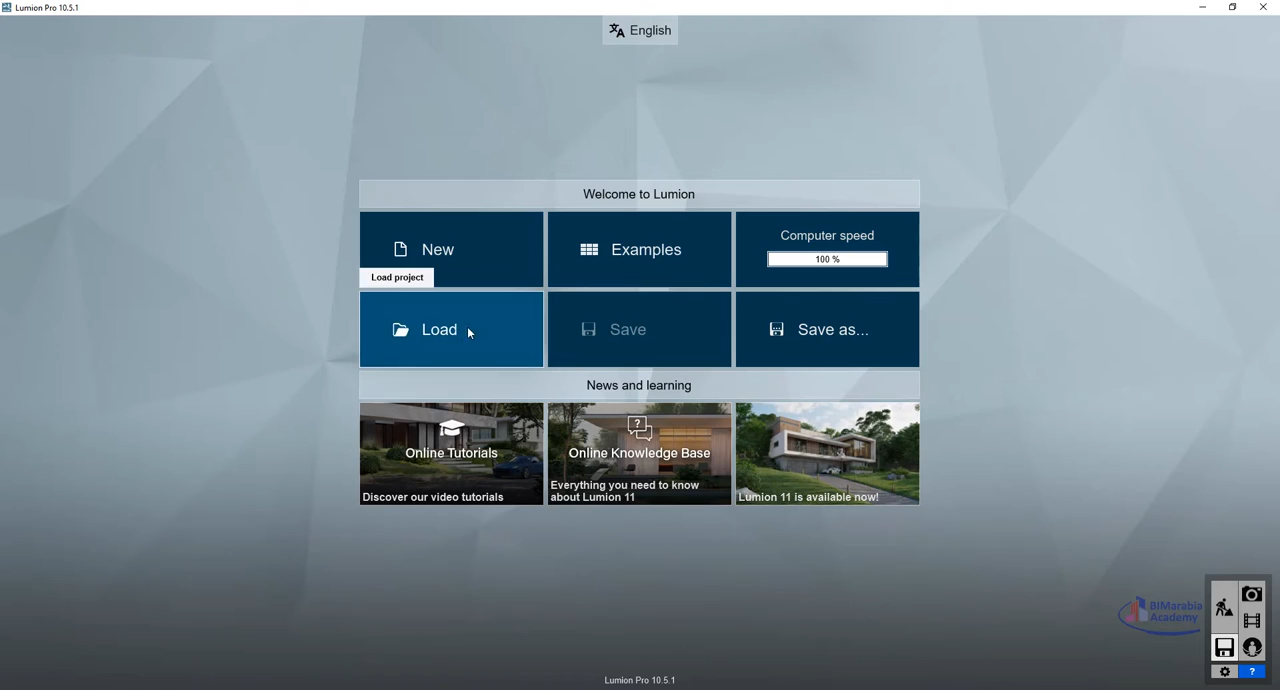 Lumion Pro 10.5.1
English
Welcome to Lumion
New
Examples
Computer speed
100 %
Load project
Load
Save
Save as...
News and learning
Online Tutorials
Discover our video tutorials
Online Knowledge Base
Everything you need to know
about Lumion 11
Lumion 11 is available now!
BIMarabia
Academy
?
Lumion Pro 10.5.1